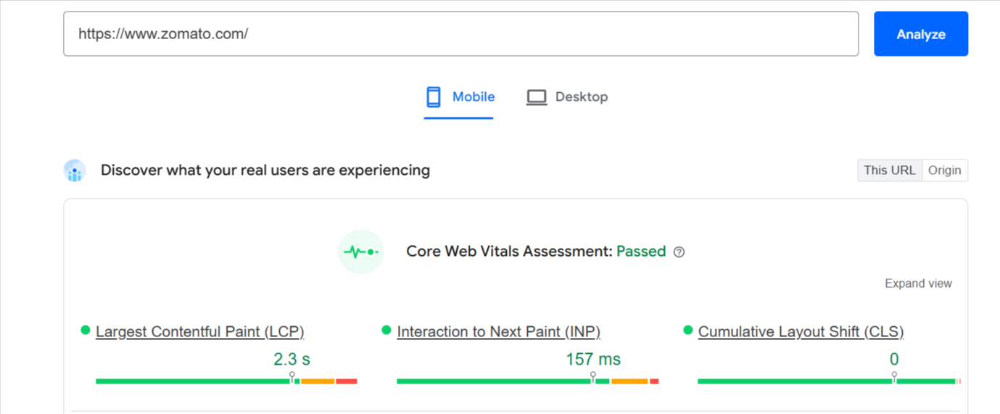 https://www.zomato.com/
Analyze
Mobile
Desktop
Discover what your real users are experiencing
This URL
Origin
Core Web Vitals Assessment: Passed
Expand view
Largest Contentful Paint (LCP)
2.3 s
Interaction to Next Paint (INP)
157 ms
Cumulative Layout Shift (CLS)
0